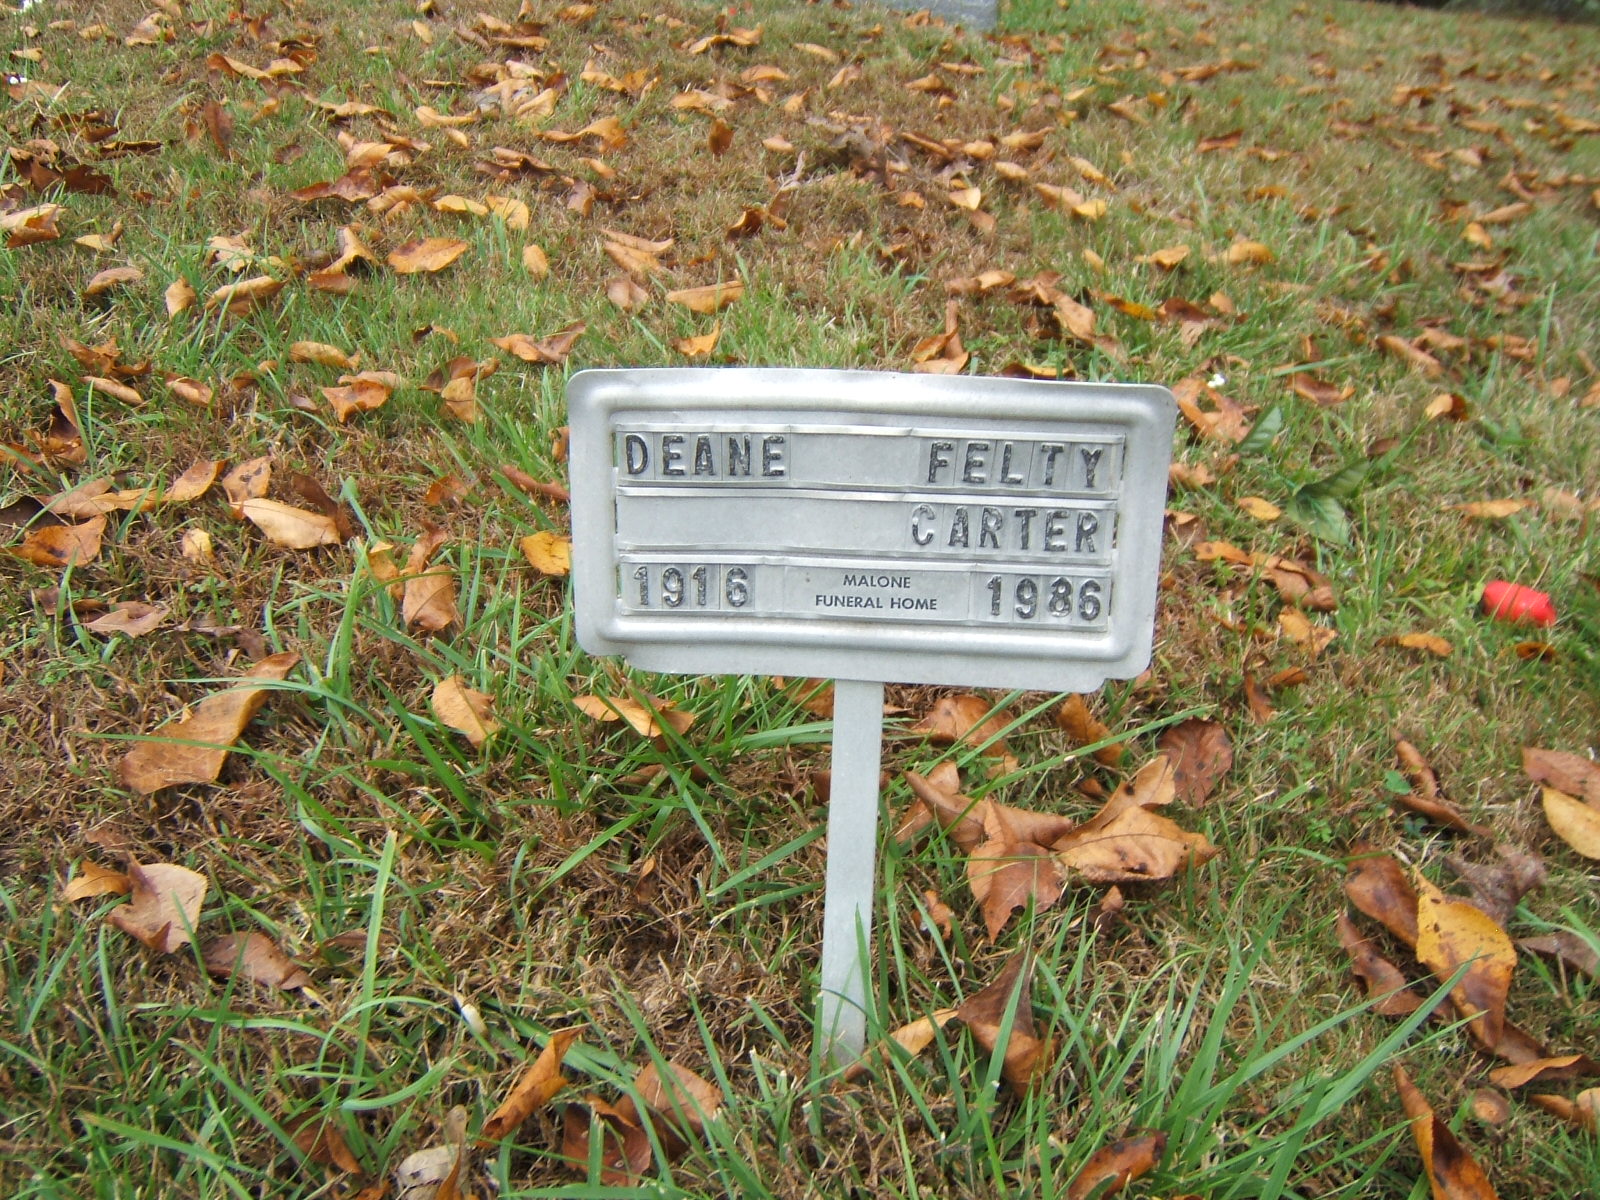 DEANE FELTY
CARTER
1916 MALONE FUNERAL HOME 1986